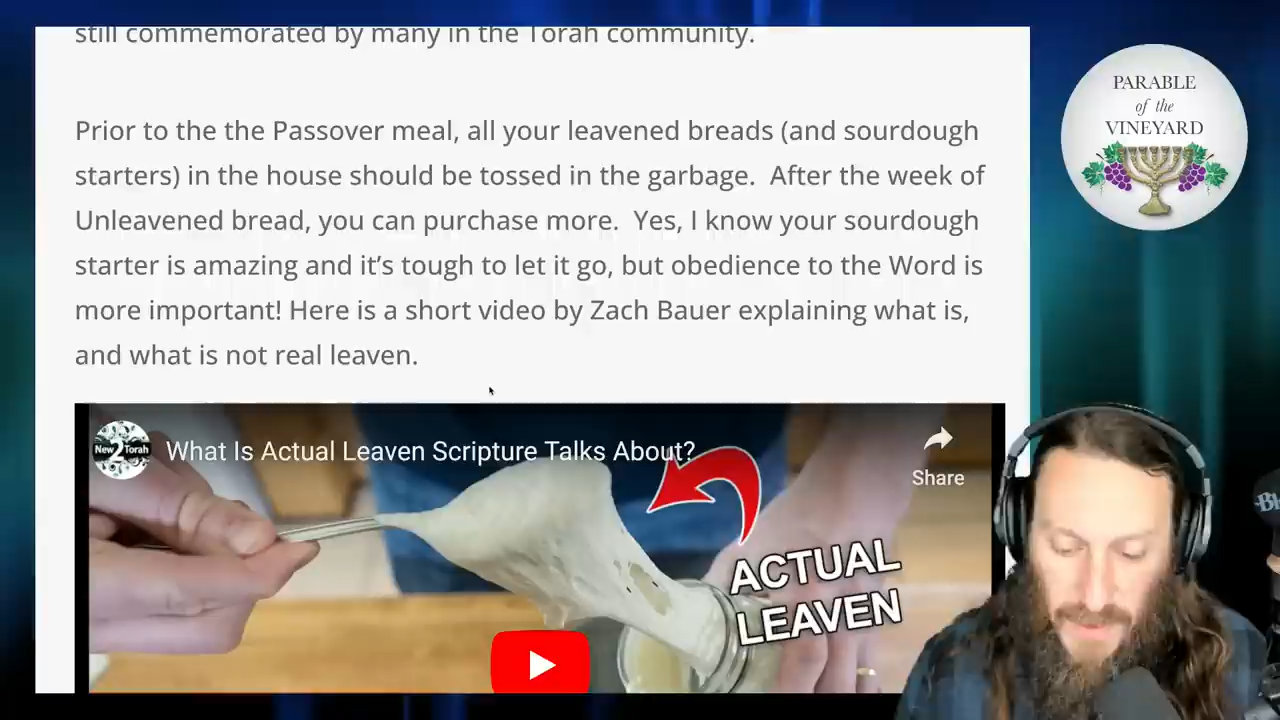 still commemorated by many in the Torah community.
Prior to the the Passover meal, all your leavened breads (and sourdough
starters) in the house should be tossed in the garbage.  After the week of
Unleavened bread, you can purchase more.  Yes, I know your sourdough
starter is amazing and it’s tough to let it go, but obedience to the Word is
more important! Here is a short video by Zach Bauer explaining what is,
and what is not real leaven.
New2Torah
What Is Actual Leaven Scripture Talks About?
Share
ACTUAL
LEAVEN
PARABLE
of the
VINEYARD